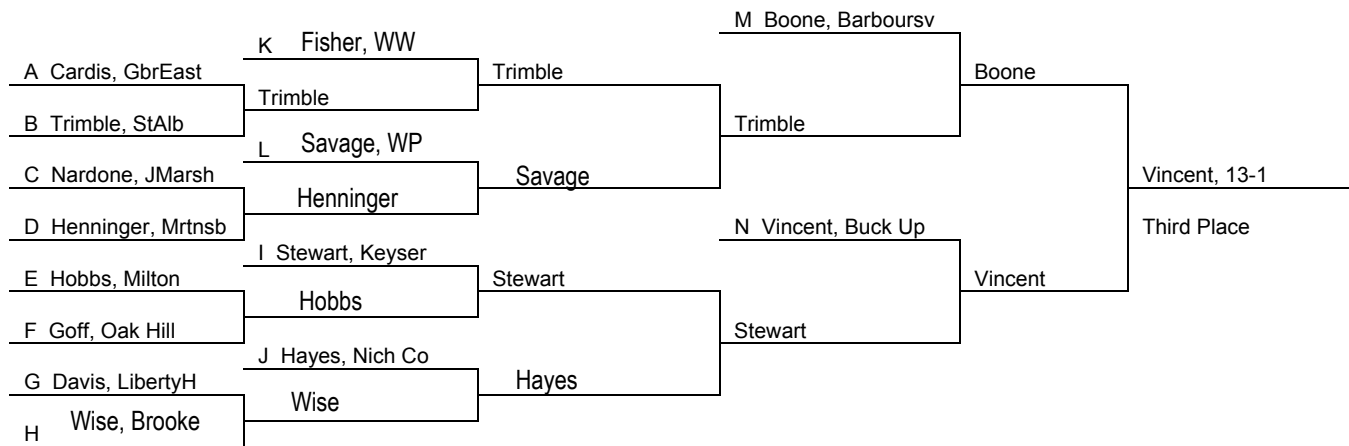 M Boone, Barboursv
K Fisher, WW
A Cardis, GbrEast
Trimble
Boone
Trimble
B Trimble, StAlb
Trimble
L Savage, WP
C Nardone, JMarsh
Savage
Vincent, 13-1
Henninger
D Henninger, Mrtnsb
N Vincent, Buck Up
Third Place
I Stewart, Keyser
E Hobbs, Milton
Stewart
Vincent
Hobbs
F Goff, Oak Hill
Stewart
J Hayes, Nich Co
G Davis, LibertyH
Hayes
Wise
H Wise, Brooke